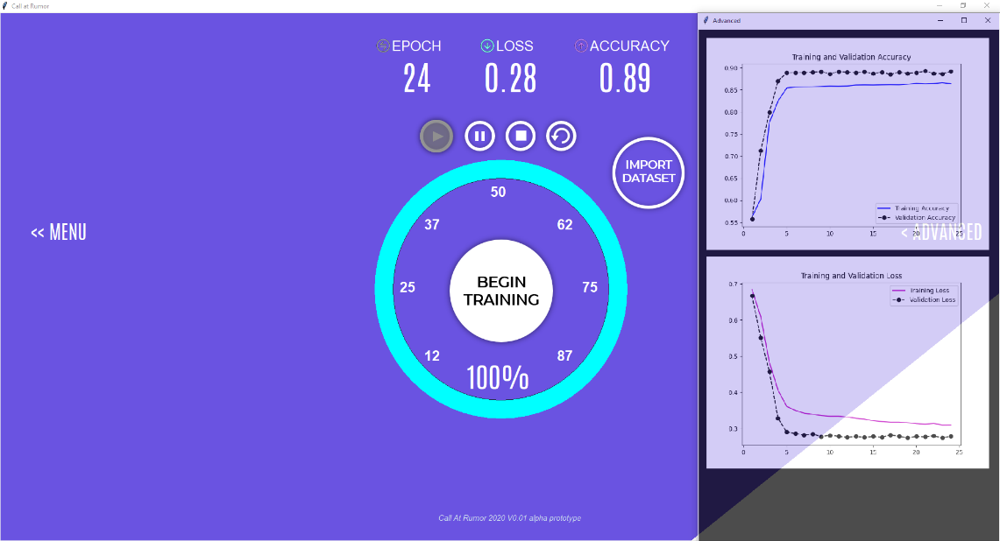 Call at Rumor
Advanced
EPOCH
LOSS
ACCURACY
24
0.28
0.89
IMPORT
DATASET
<< MENU
50
37
62
25
75
12
87
BEGIN
TRAINING
100%
Call At Rumor 2020 V0.01 alpha prototype
Training and Validation Accuracy
0.90
0.85
0.80
0.75
0.70
0.65
0.60
0.55
Training Accuracy
Validation Accuracy
0 5 10 15 20 25
< ADVANCED
Training and Validation Loss
0.7
0.6
0.5
0.4
0.3
Training Loss
Validation Loss
0 5 10 15 20 25